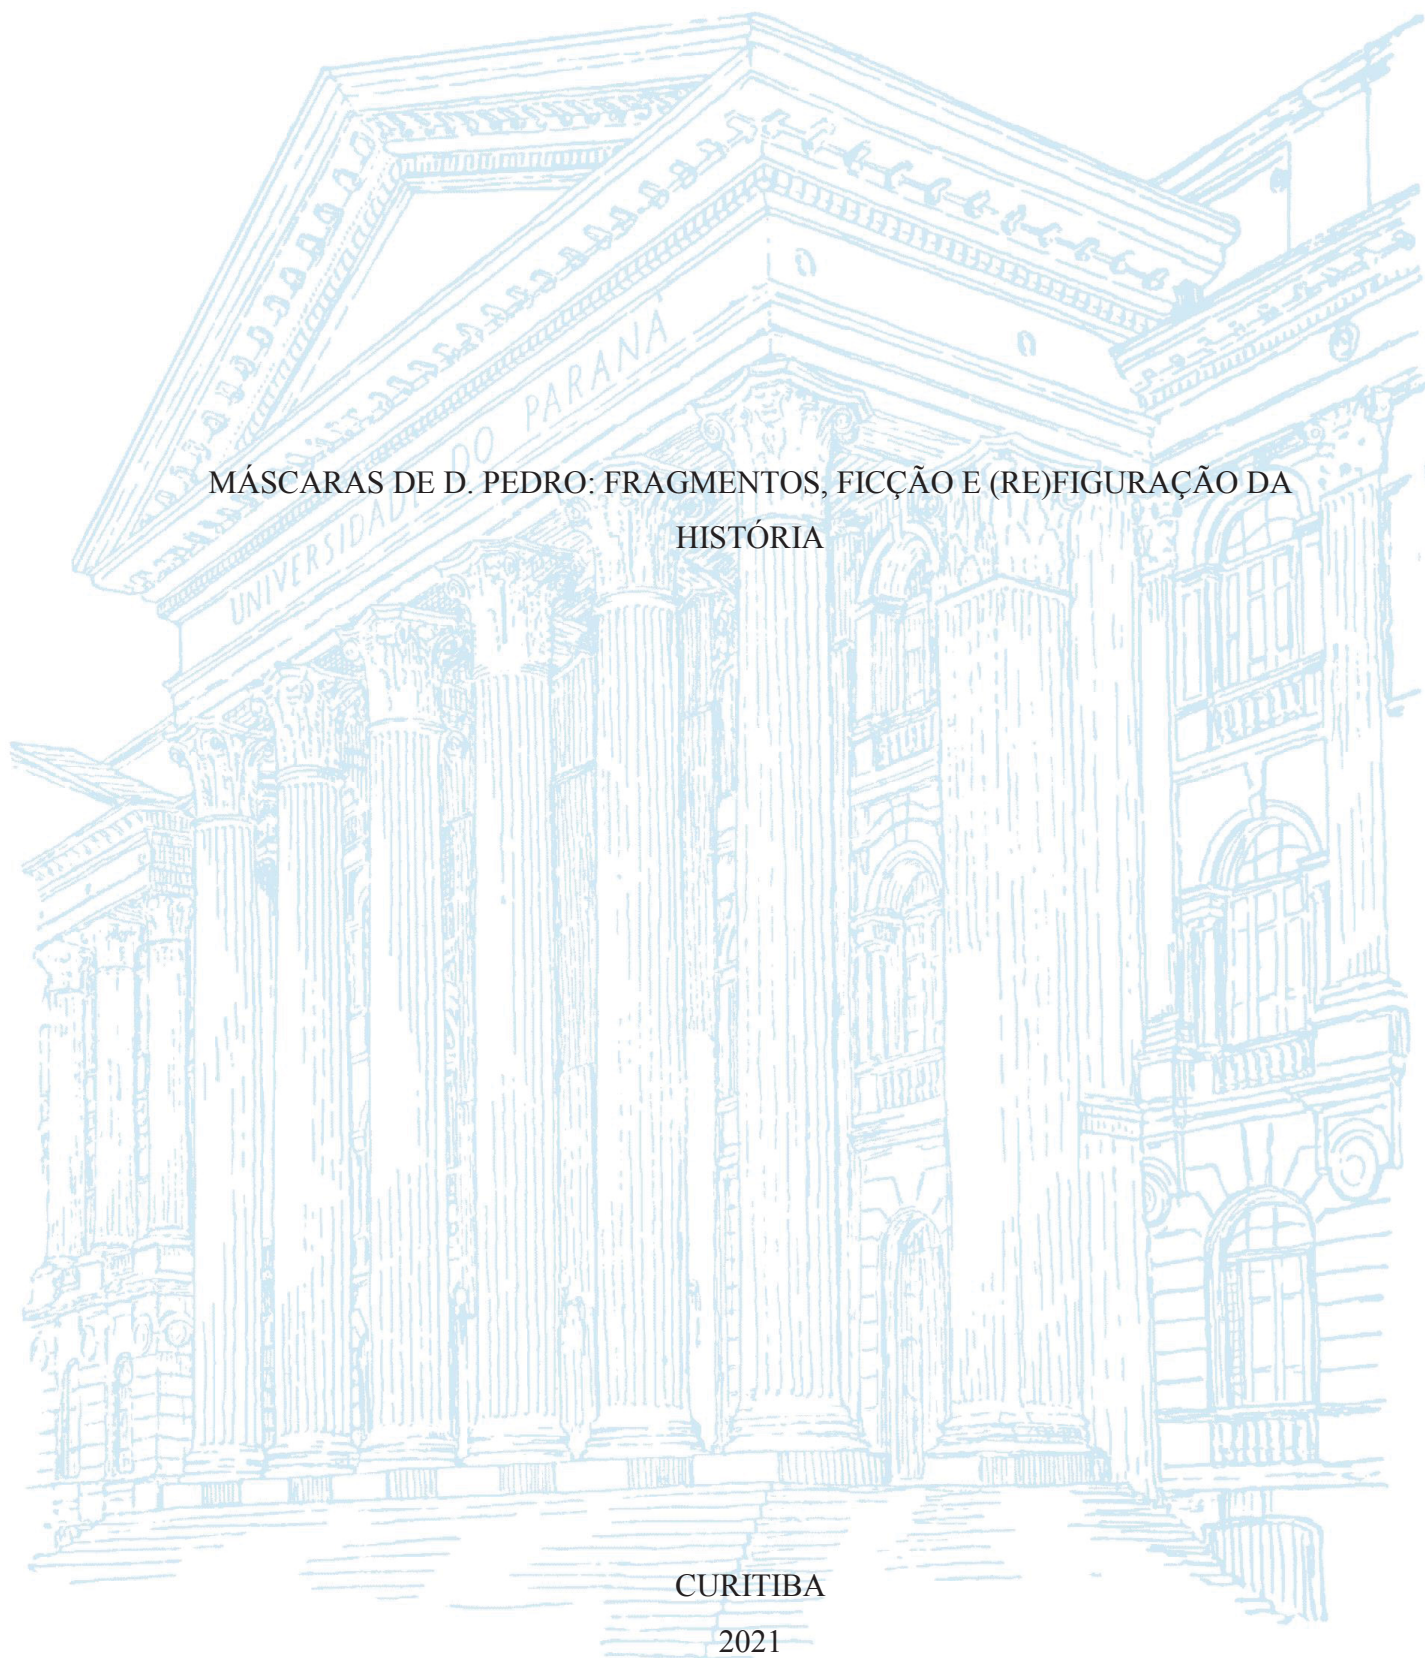 UNIVERSIDADE DO PARANÁ
MÁSCARAS DE D. PEDRO: FRAGMENTOS, FICÇÃO E (RE)FIGURAÇÃO DA
HISTÓRIA
CURITIBA
2021